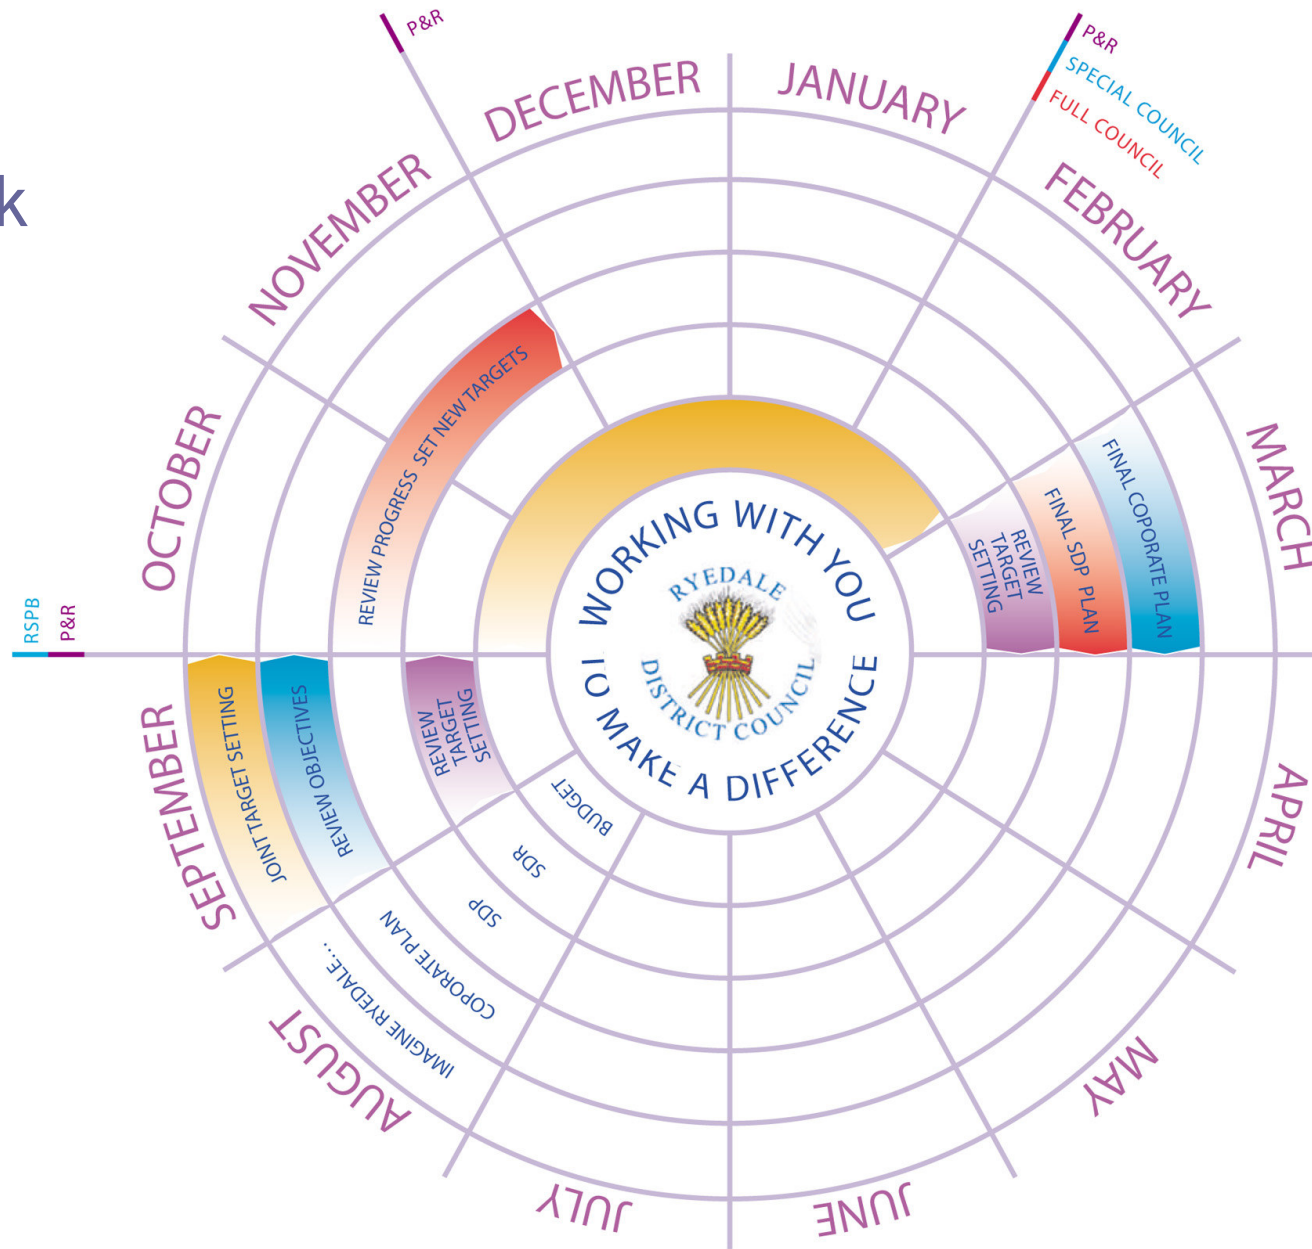 k
P&R
P&R
SPECIAL COUNCIL
FULL COUNCIL
RSPB
P&R
JANUARY
FEBRUARY
MARCH
APRIL
MAY
JUNE
JULY
AUGUST
SEPTEMBER
OCTOBER
NOVEMBER
DECEMBER
REVIEW PROGRESS SET NEW TARGETS
FINAL COPORATE PLAN
FINAL SDP PLAN
REVIEW
TARGET
SETTING
JOINT TARGET SETTING
REVIEW OBJECTIVES
REVIEW
TARGET
SETTING
BUDGET
SDR
SDP
COPORATE PLAN
IMAGINE RYEDALE...
WORKING WITH YOU
TO MAKE A DIFFERENCE
RYEDALE
DISTRICT COUNCIL